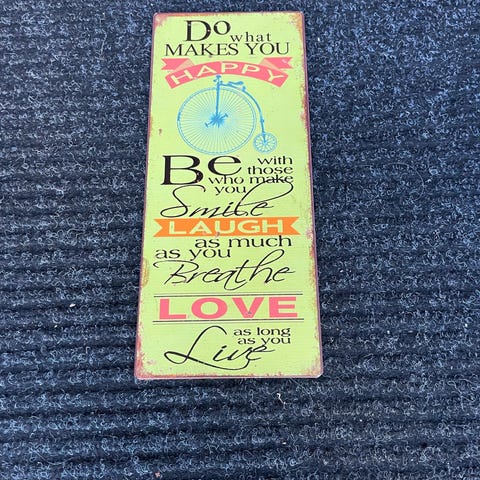 Do what
MAKES YOU
HAPPY
Be with
those
who make
you
Smile
LAUGH
as much
as you
Breathe
LOVE
as long
as you
Live